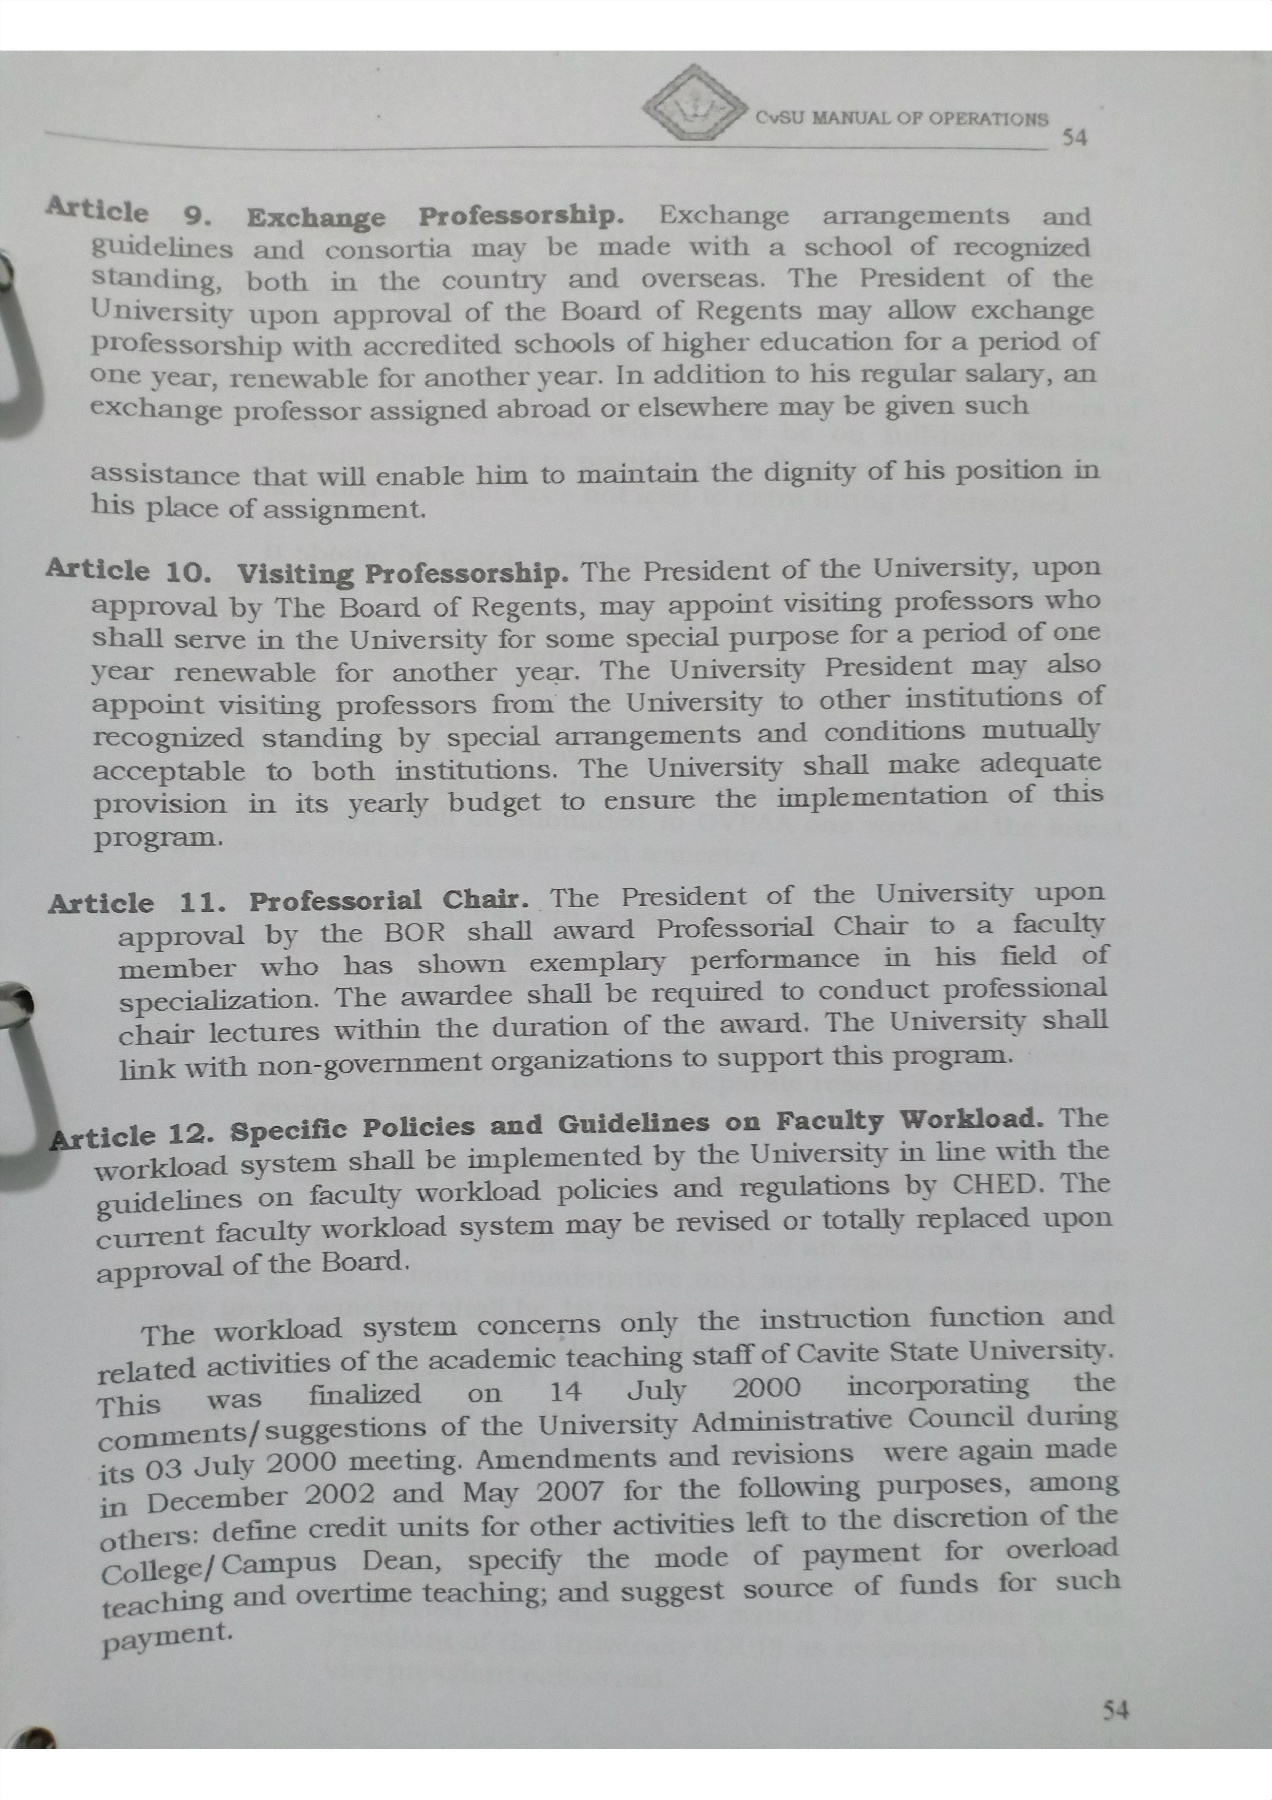 CvSU MANUAL OF OPERATIONS
54
Article 9. Exchange Professorship. Exchange arrangements and
guidelines and consortia may be made with a school of recognized
standing, both in the country and overseas. The President of the
University upon approval of the Board of Regents may allow exchange
professorship with accredited schools of higher education for a period of
one year, renewable for another year. In addition to his regular salary, an
exchange professor assigned abroad or elsewhere may be given such
assistance that will enable him to maintain the dignity of his position in
his place of assignment.
Article 10. Visiting Professorship. The President of the University, upon
approval by The Board of Regents, may appoint visiting professors who
shall serve in the University for some special purpose for a period of one
year renewable for another year. The University President may also
appoint visiting professors from the University to other institutions of
recognized standing by special arrangements and conditions mutually
acceptable to both institutions. The University shall make adequate
provision in its yearly budget to ensure the implementation of this
program.
Article 11. Professorial Chair. The President of the University upon
approval by the BOR shall award Professorial Chair to a faculty
member who has shown exemplary performance in his field of
specialization. The awardee shall be required to conduct professional
chair lectures within the duration of the award. The University shall
link with non-government organizations to support this program.
Article 12. Specific Policies and Guidelines on Faculty Workload. The
workload system shall be implemented by the University in line with the
guidelines on faculty workload policies and regulations by CHED. The
current faculty workload system may be revised or totally replaced upon
approval of the Board.
The workload system concerns only the instruction function and
related activities of the academic teaching staff of Cavite State University.
This was finalized on 14 July 2000 incorporating the
comments/suggestions of the University Administrative Council during
its 03 July 2000 meeting. Amendments and revisions were again made
in December 2002 and May 2007 for the following purposes, among
others: define credit units for other activities left to the discretion of the
College/Campus Dean, specify the mode of payment for overload
teaching and overtime teaching; and suggest source of funds for such
payment.
54